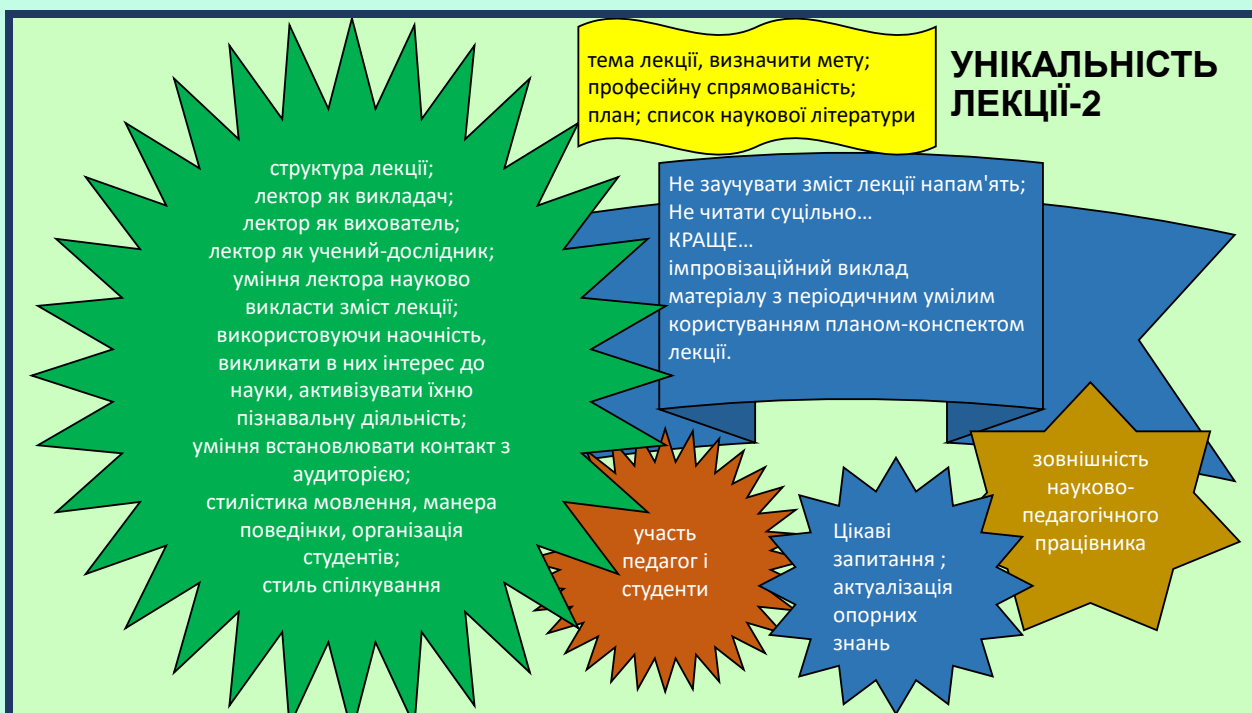 УНІКАЛЬНІСТЬ
ЛЕКЦІЇ-2
тема лекції, визначити мету;
професійну спрямованість;
план; список наукової літератури
структура лекції;
лектор як викладач;
лектор як вихователь;
лектор як учений-дослідник;
уміння лектора науково
викласти зміст лекції;
використовуючи наочність,
викликати в них інтерес до
науки, активізувати їхню
пізнавальну діяльність;
уміння встановлювати контакт з
аудиторією;
стилістика мовлення, манера
поведінки, організація
студентів;
стиль спілкування
Не заучувати зміст лекції напам'ять;
Не читати суцільно…
КРАЩЕ…
імпровізаційний виклад
матеріалу з періодичним умілим
користуванням планом-конспектом
лекції.
участь
педагог і
студенти
Цікаві
запитання ;
актуалізація
опорних
знань
зовнішність
науково-
педагогічного
працівника